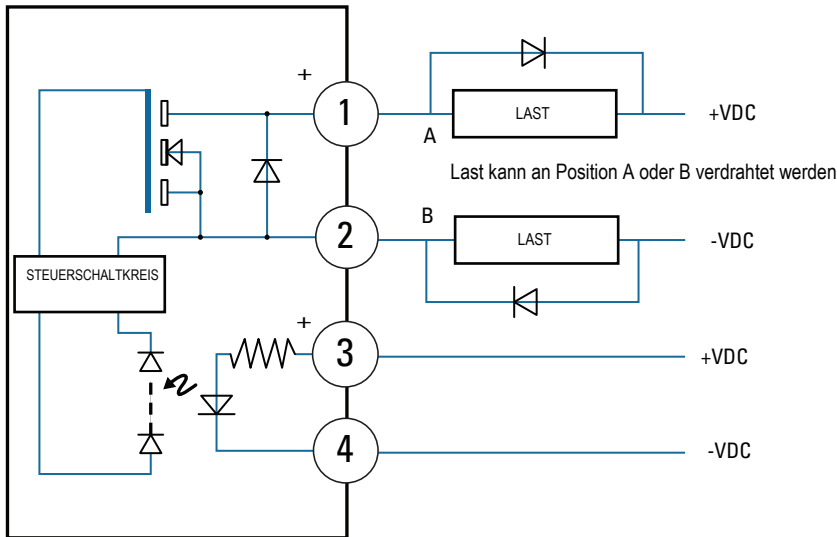 +
1
LAST
+VDC
A
Last kann an Position A oder B verdrahtet werden
B
2
LAST
-VDC
STEUERSCHALTKREIS
+
3
+VDC
4
-VDC